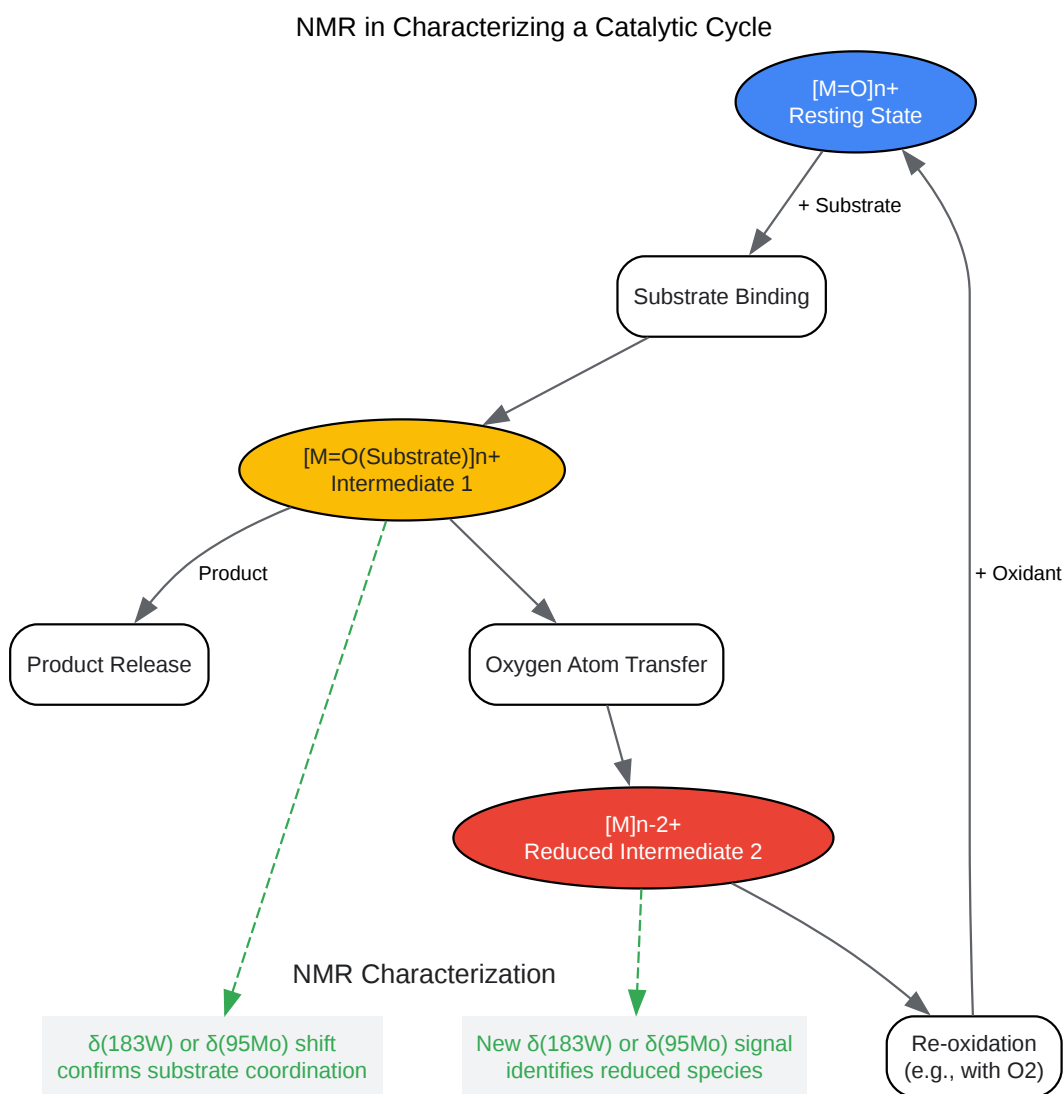 NMR in Characterizing a Catalytic Cycle
[M=O]n+
Resting State
+ Substrate
Substrate Binding
[M=O(Substrate)]n+
Intermediate 1
Product
+ Oxidant
Product Release
Oxygen Atom Transfer
[M]n-2+
Reduced Intermediate 2
NMR Characterization
δ(183W) or δ(95Mo) shift
confirms substrate coordination
New δ(183W) or δ(95Mo) signal
identifies reduced species
Re-oxidation
(e.g., with O2)